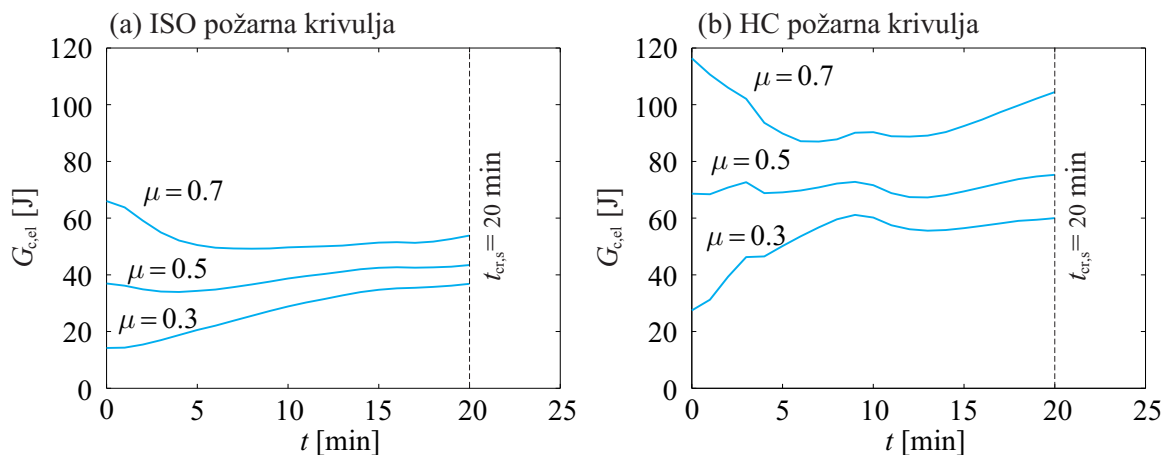 (a) ISO požarna krivulja
120
100
80
60
40
20
0
G_c,el [J]
μ = 0.7
μ = 0.5
μ = 0.3
t_cr,s = 20 min
0 5 10 15 20 25
t [min]
(b) HC požarna krivulja
120
100
80
60
40
20
0
G_c,el [J]
μ = 0.7
μ = 0.5
μ = 0.3
t_cr,s = 20 min
0 5 10 15 20 25
t [min]